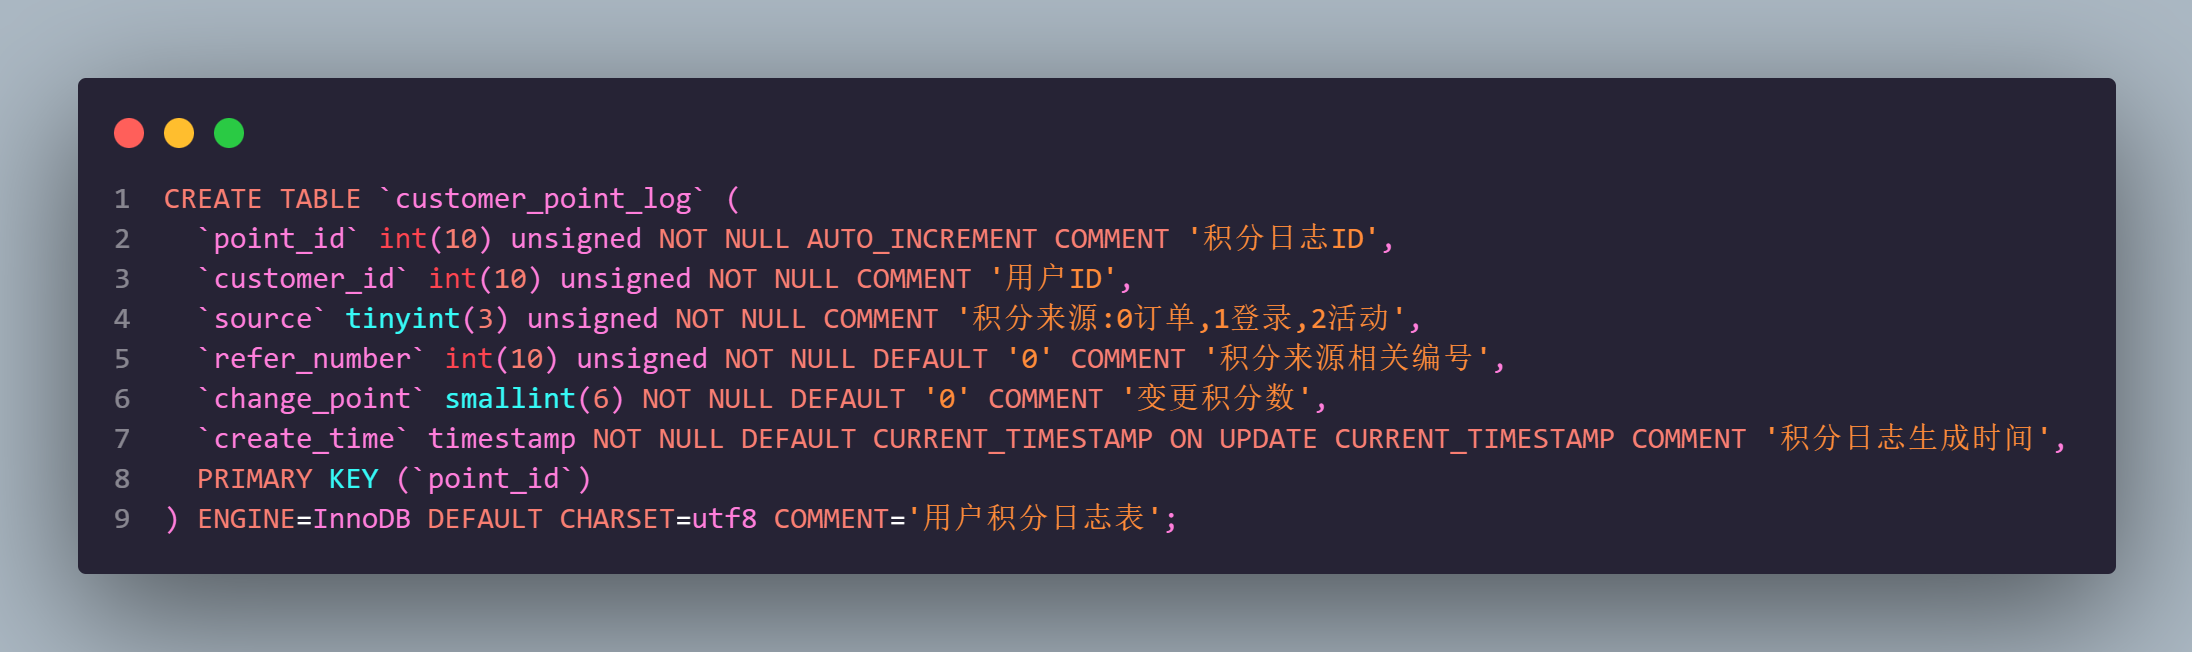 1 CREATE TABLE `customer_point_log` (
2   `point_id` int(10) unsigned NOT NULL AUTO_INCREMENT COMMENT '积分日志ID',
3   `customer_id` int(10) unsigned NOT NULL COMMENT '用户ID',
4   `source` tinyint(3) unsigned NOT NULL COMMENT '积分来源:0订单,1登录,2活动',
5   `refer_number` int(10) unsigned NOT NULL DEFAULT '0' COMMENT '积分来源相关编号',
6   `change_point` smallint(6) NOT NULL DEFAULT '0' COMMENT '变更积分数',
7   `create_time` timestamp NOT NULL DEFAULT CURRENT_TIMESTAMP ON UPDATE CURRENT_TIMESTAMP COMMENT '积分日志生成时间',
8   PRIMARY KEY (`point_id`)
9 ) ENGINE=InnoDB DEFAULT CHARSET=utf8 COMMENT='用户积分日志表';